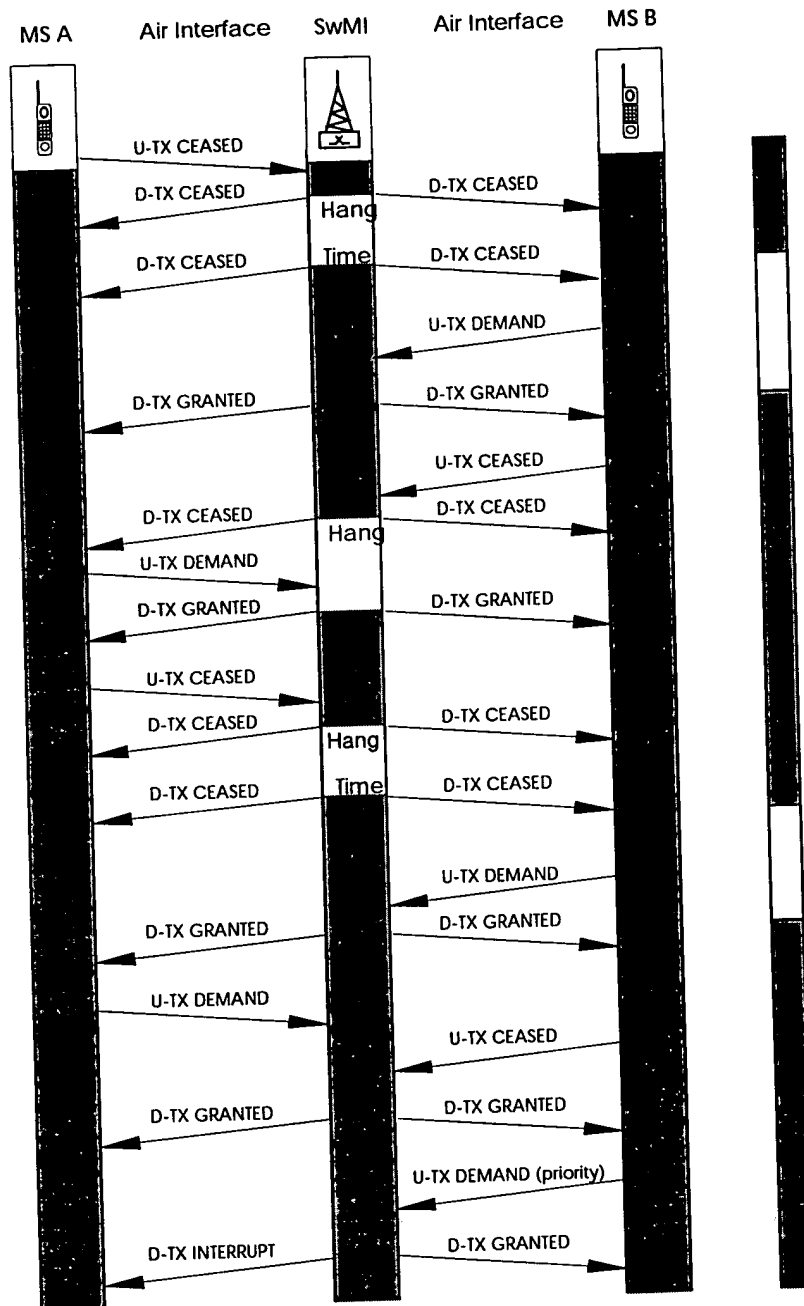 MS A Air Interface SwMI Air Interface MS B
U-TX CEASED
D-TX CEASED D-TX CEASED
Hang
Time
D-TX CEASED D-TX CEASED
U-TX DEMAND
D-TX GRANTED D-TX GRANTED
U-TX CEASED
D-TX CEASED D-TX CEASED
Hang
U-TX DEMAND
D-TX GRANTED D-TX GRANTED
U-TX CEASED
D-TX CEASED D-TX CEASED
Hang
Time
D-TX CEASED D-TX CEASED
U-TX DEMAND
D-TX GRANTED D-TX GRANTED
U-TX DEMAND
U-TX CEASED
D-TX GRANTED D-TX GRANTED
U-TX DEMAND (priority)
D-TX INTERRUPT D-TX GRANTED